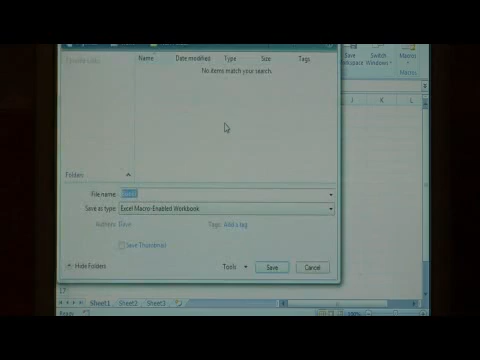 Name Date modified Type Size Tags
No items match your search.
Save Switch Macros
Workspace Windows
Macros
J K L
Folders
File name:
Save as type: Excel Macro-Enabled Workbook
Authors: Dave Tags: Add a tag
Save Thumbnail
Hide Folders Tools Save Cancel
17
Sheet1 Sheet2 Sheet3
Ready